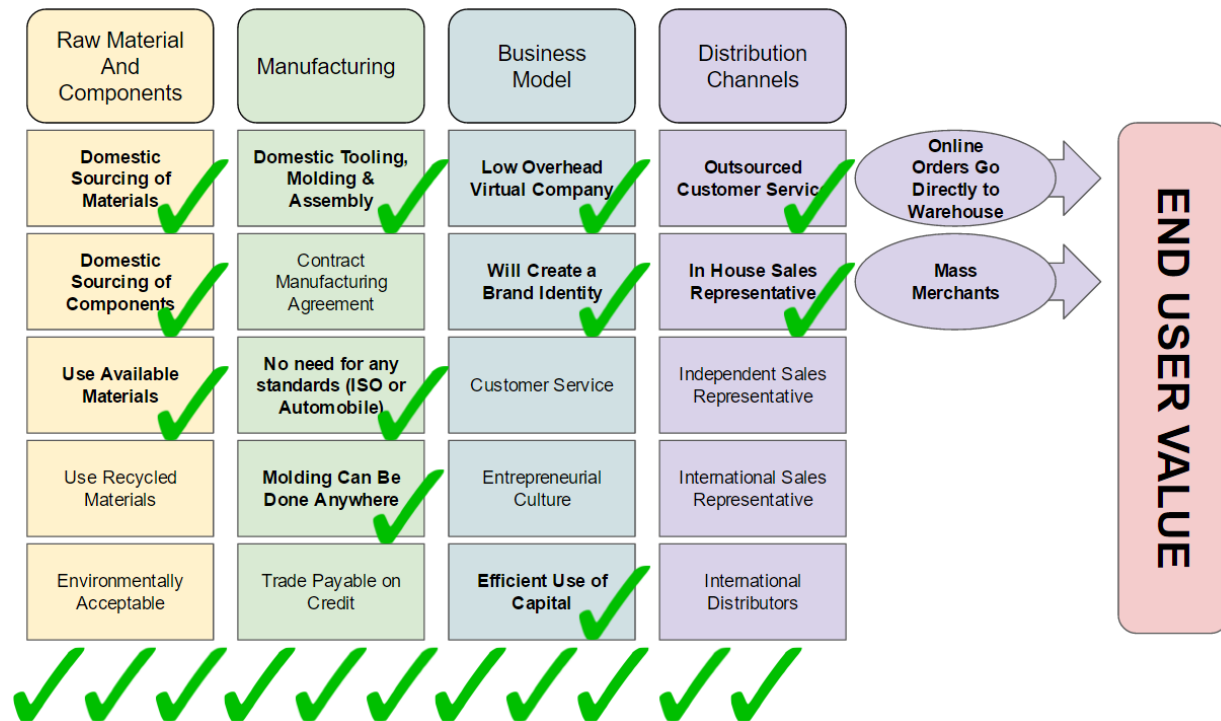 Raw Material
And
Components
Manufacturing
Business
Model
Distribution
Channels
Domestic
Sourcing of
Materials
Domestic Tooling,
Molding &
Assembly
Low Overhead
Virtual Company
Outsourced
Customer Service
Online
Orders Go
Directly to
Warehouse
Domestic
Sourcing of
Components
Contract
Manufacturing
Agreement
Will Create a
Brand Identity
In House Sales
Representative
Mass
Merchants
Use Available
Materials
No need for any
standards (ISO or
Automobile)
Customer Service
Independent Sales
Representative
Use Recycled
Materials
Molding Can Be
Done Anywhere
Entrepreneurial
Culture
International Sales
Representative
Environmentally
Acceptable
Trade Payable on
Credit
Efficient Use of
Capital
International
Distributors
END USER VALUE